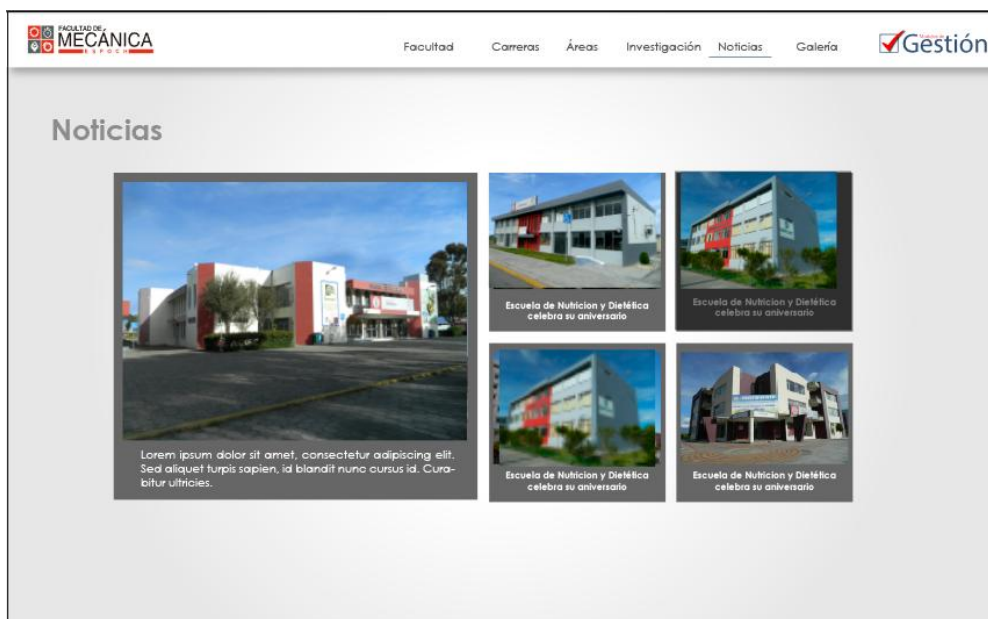 FACULTAD DE
MECÁNICA
ESPOCH
Facultad Carreras Áreas Investigación Noticias Galería
Gestión
Noticias
Lorem ipsum dolor sit amet, consectetur adipiscing elit.
Sed aliquet turpis sapien, id blandit nunc cursus id. Cura-
bitur ultricies.
Escuela de Nutricion y Dietética
celebra su aniversario
Escuela de Nutricion y Dietética
celebra su aniversario
Escuela de Nutricion y Dietética
celebra su aniversario
Escuela de Nutricion y Dietética
celebra su aniversario